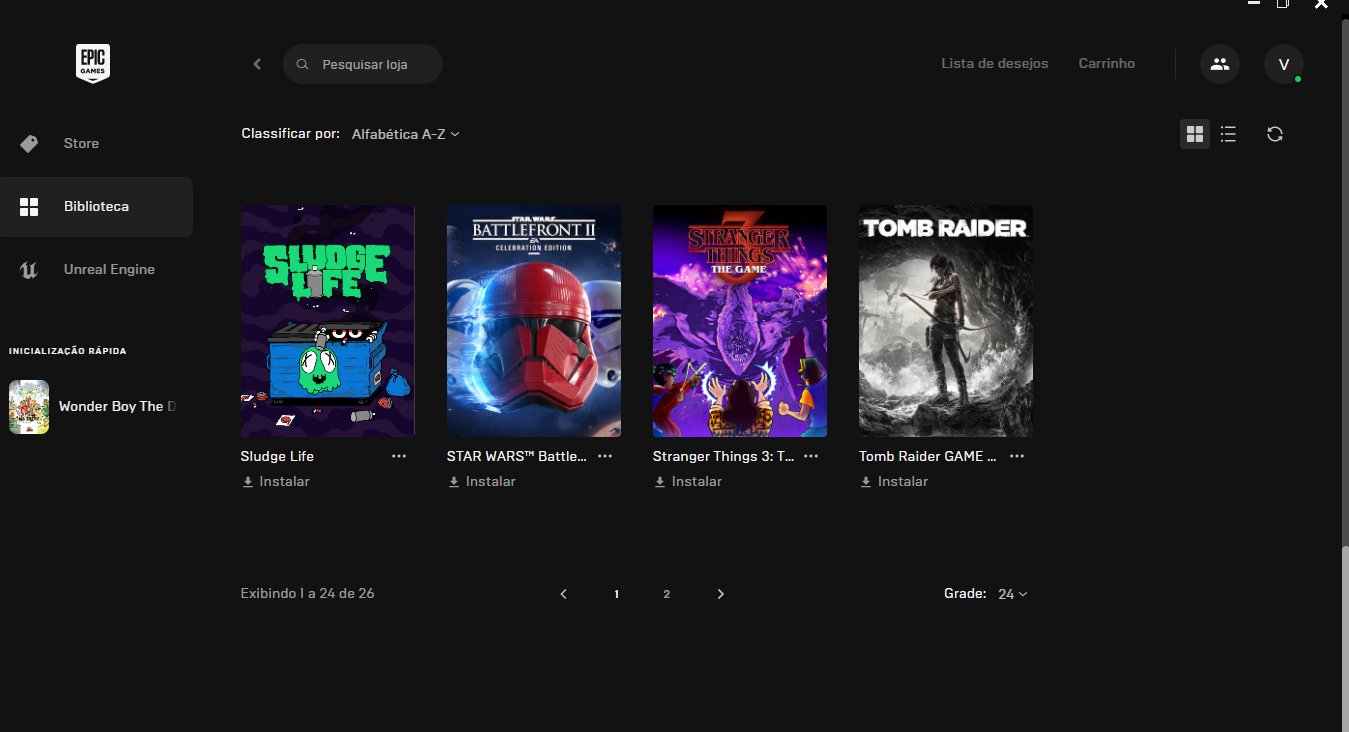 EPIC
GAMES
Pesquisar loja
Lista de desejos
Carrinho
V
Store
Biblioteca
Unreal Engine
INICIALIZAÇÃO RÁPIDA
Wonder Boy The D
Classificar por: Alfabética A-Z
SLUDGE
LIFE
STAR WARS
BATTLEFRONT II
EA
CELEBRATION EDITION
STRANGER
THINGS
3
THE GAME
TOMB RAIDER
Sludge Life ...
Instalar
STAR WARS™ Battle... ...
Instalar
Stranger Things 3: T... ...
Instalar
Tomb Raider GAME ... ...
Instalar
Exibindo 1 a 24 de 26
1
2
Grade: 24